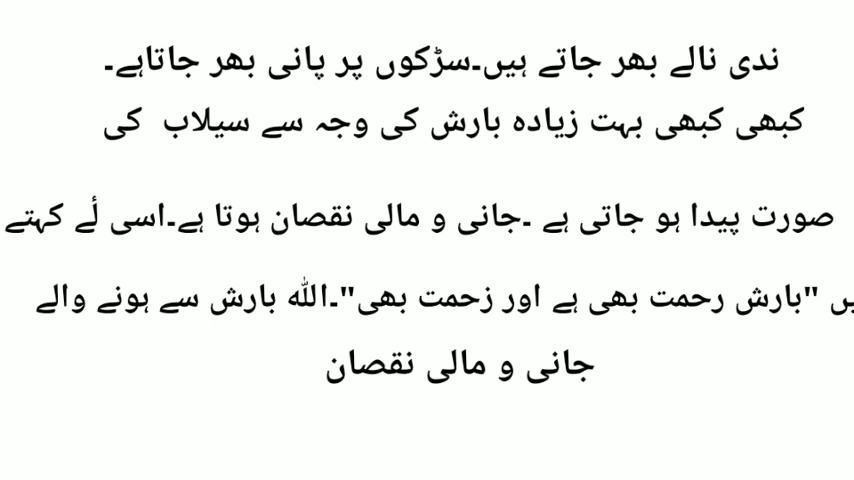 ندی نالے بھر جاتے ہیں۔سڑکوں پر پانی بھر جاتاہے۔
کبھی کبھی بہت زیادہ بارش کی وجہ سے سیلاب کی
صورت پیدا ہو جاتی ہے ۔جانی و مالی نقصان ہوتا ہے۔اسی لٔے کہتے
"بارش رحمت بھی ہے اور زحمت بھی"۔اللہ بارش سے ہونے والے
جانی و مالی نقصان